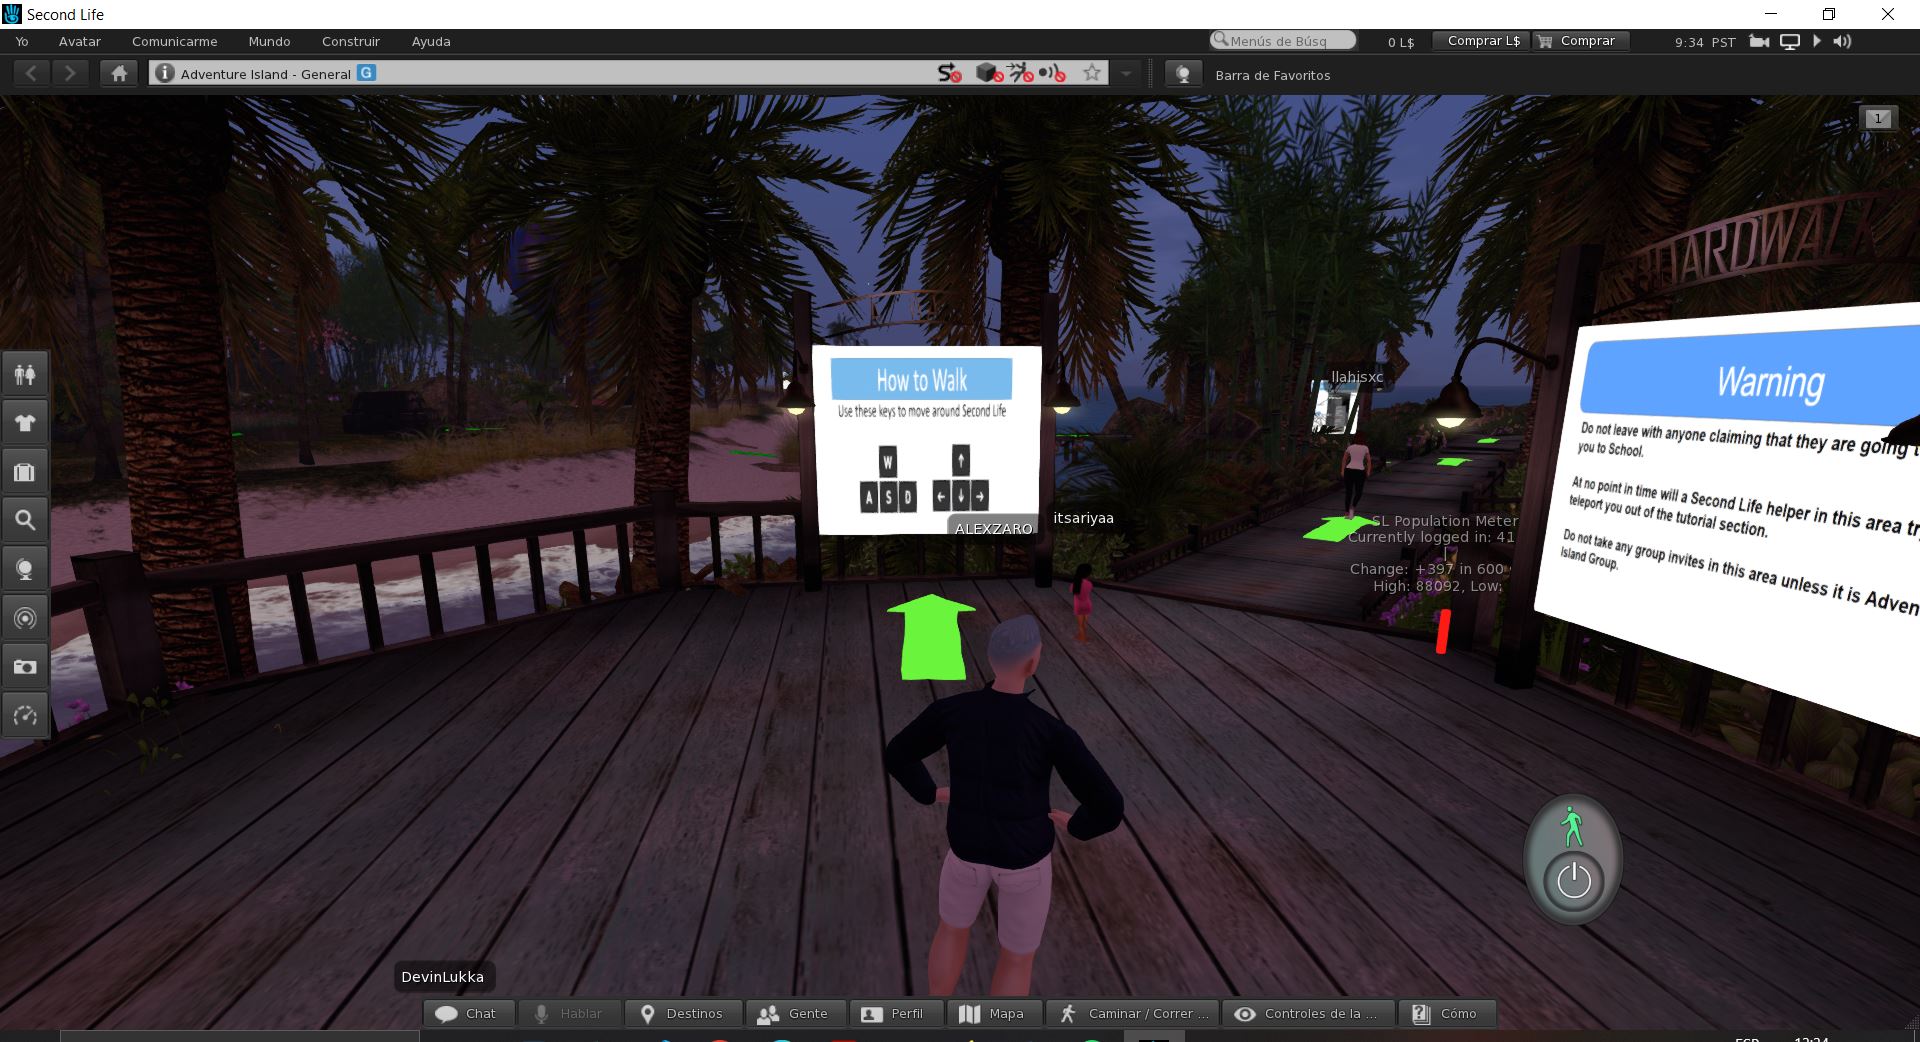 Second Life
Yo Avatar Comunicarme Mundo Construir Ayuda
Menús de Búsq
0 L$
Comprar L$
Comprar
9:34 PST
Adventure Island - General G
Barra de Favoritos
1
ARDWALK
How to Walk
Use these keys to move around Second Life
W
A S D
llahisxc
Warning
Do not leave with anyone claiming that they are going t
you to School.
At no point in time will a Second Life helper in this area tr
teleport you out of the tutorial section.
Do not take any group invites in this area unless it is Adven
Island Group.
ALEXZARO
itsariyaa
SL Population Meter
Currently logged in: 41
Change: +397 in 600
High: 88092, Low:
DevinLukka
Chat Hablar Destinos Gente Perfil Mapa Caminar / Correr ... Controles de la ... Cómo